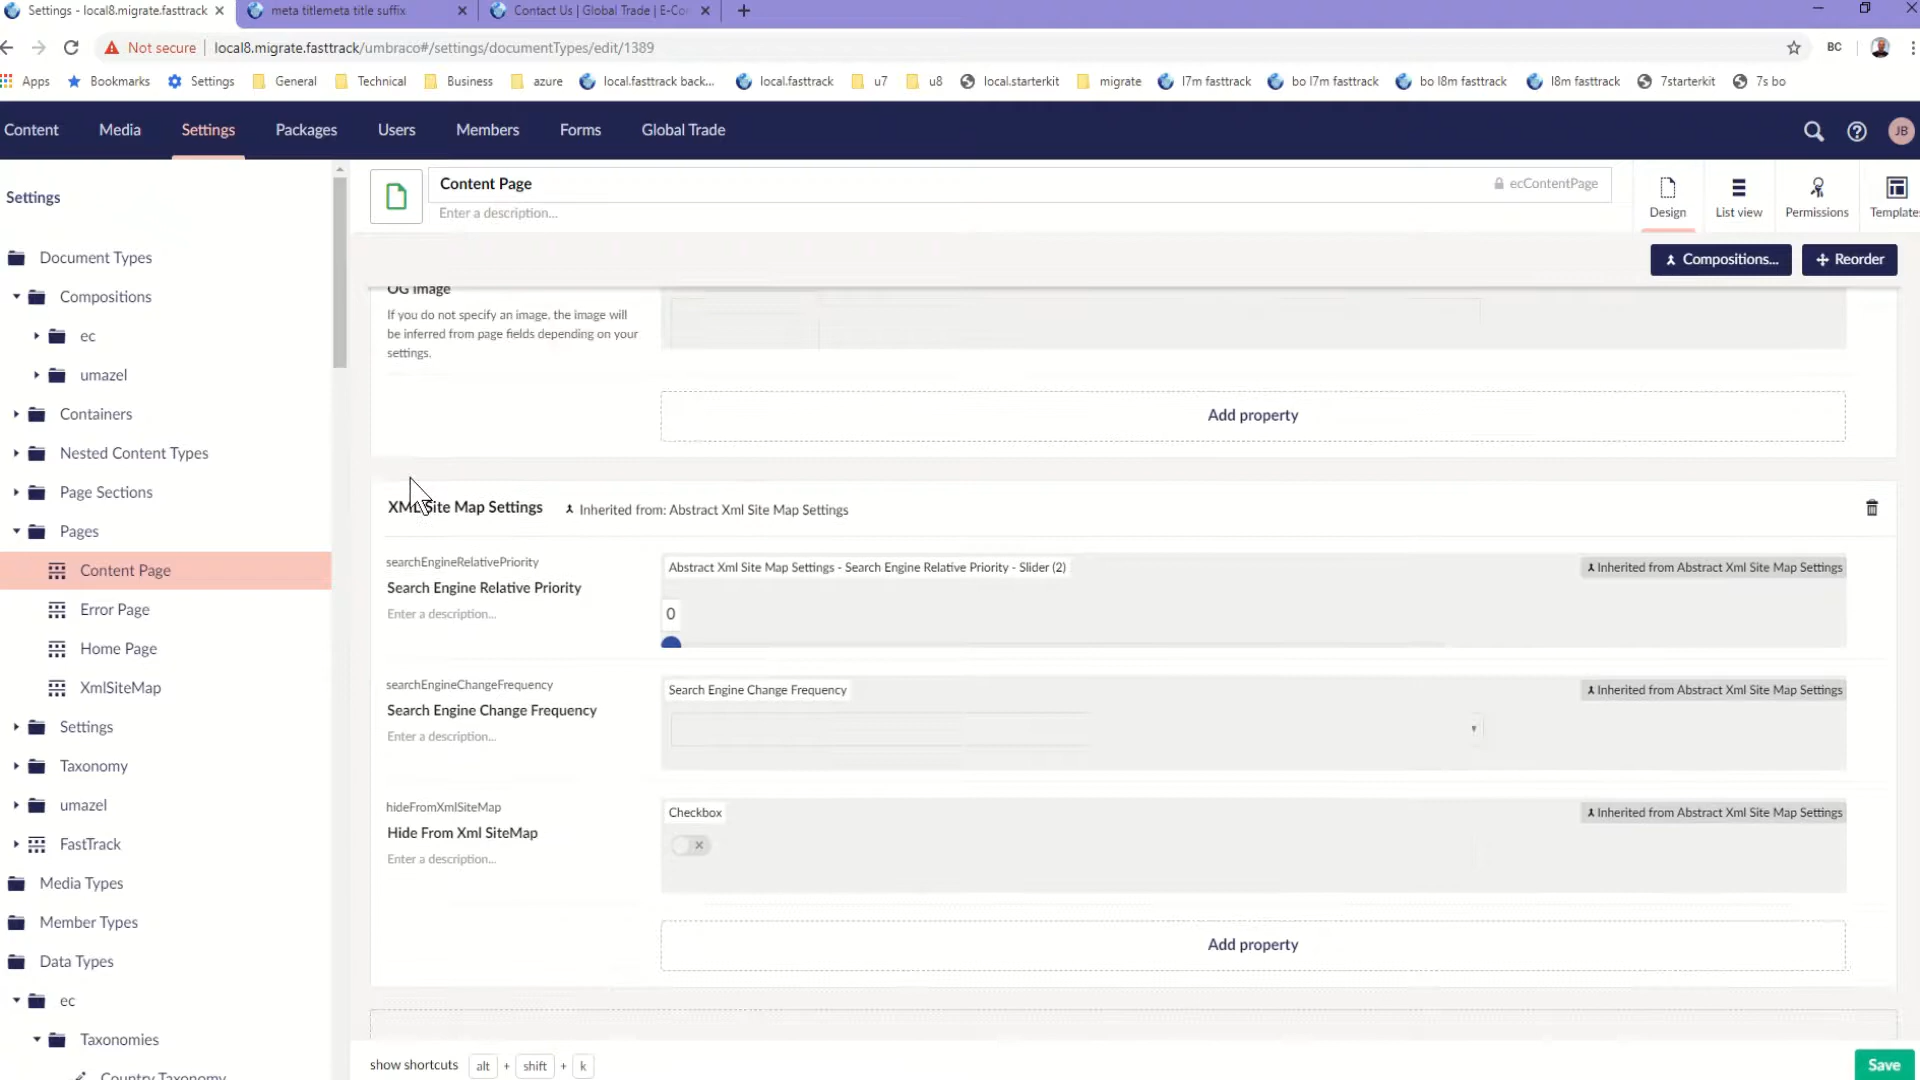 Settings - local8.migrate.fasttrack
meta titlemeta title suffix
Contact Us | Global Trade | E-Co
Not secure
local8.migrate.fasttrack/umbraco#/settings/documentTypes/edit/1389
BC
Apps
Bookmarks
Settings
General
Technical
Business
azure
local.fasttrack back...
local.fasttrack
u7
u8
local.starterkit
migrate
l7m fasttrack
bo l7m fasttrack
bo l8m fasttrack
l8m fasttrack
7starterkit
7s bo
Content
Media
Settings
Packages
Users
Members
Forms
Global Trade
JB
Settings
Document Types
Compositions
ec
umazel
Containers
Nested Content Types
Page Sections
Pages
Content Page
Error Page
Home Page
XmlSiteMap
Settings
Taxonomy
umazel
FastTrack
Media Types
Member Types
Data Types
ec
Taxonomies
Country Taxonomy
Content Page
ecContentPage
Enter a description...
Design
List view
Permissions
Templates
Compositions...
Reorder
OG Image
If you do not specify an image, the image will
be inferred from page fields depending on your
settings.
Add property
XML Site Map Settings
Inherited from: Abstract Xml Site Map Settings
searchEngineRelativePriority
Search Engine Relative Priority
Enter a description...
Abstract Xml Site Map Settings - Search Engine Relative Priority - Slider (2)
Inherited from Abstract Xml Site Map Settings
0
searchEngineChangeFrequency
Search Engine Change Frequency
Enter a description...
Search Engine Change Frequency
Inherited from Abstract Xml Site Map Settings
hideFromXmlSiteMap
Hide From Xml SiteMap
Enter a description...
Checkbox
Inherited from Abstract Xml Site Map Settings
Add property
show shortcuts alt + shift + k
Save